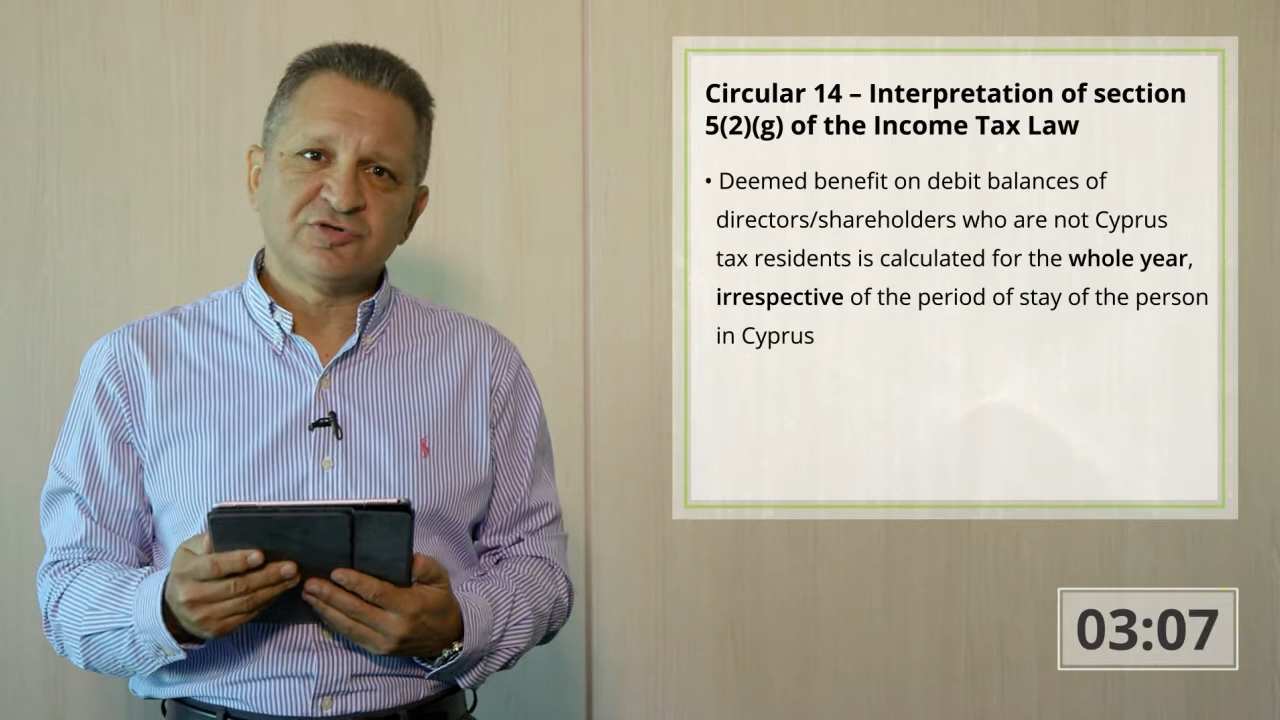 Circular 14 – Interpretation of section
5(2)(g) of the Income Tax Law
• Deemed benefit on debit balances of
directors/shareholders who are not Cyprus
tax residents is calculated for the whole year,
irrespective of the period of stay of the person
in Cyprus
03:07